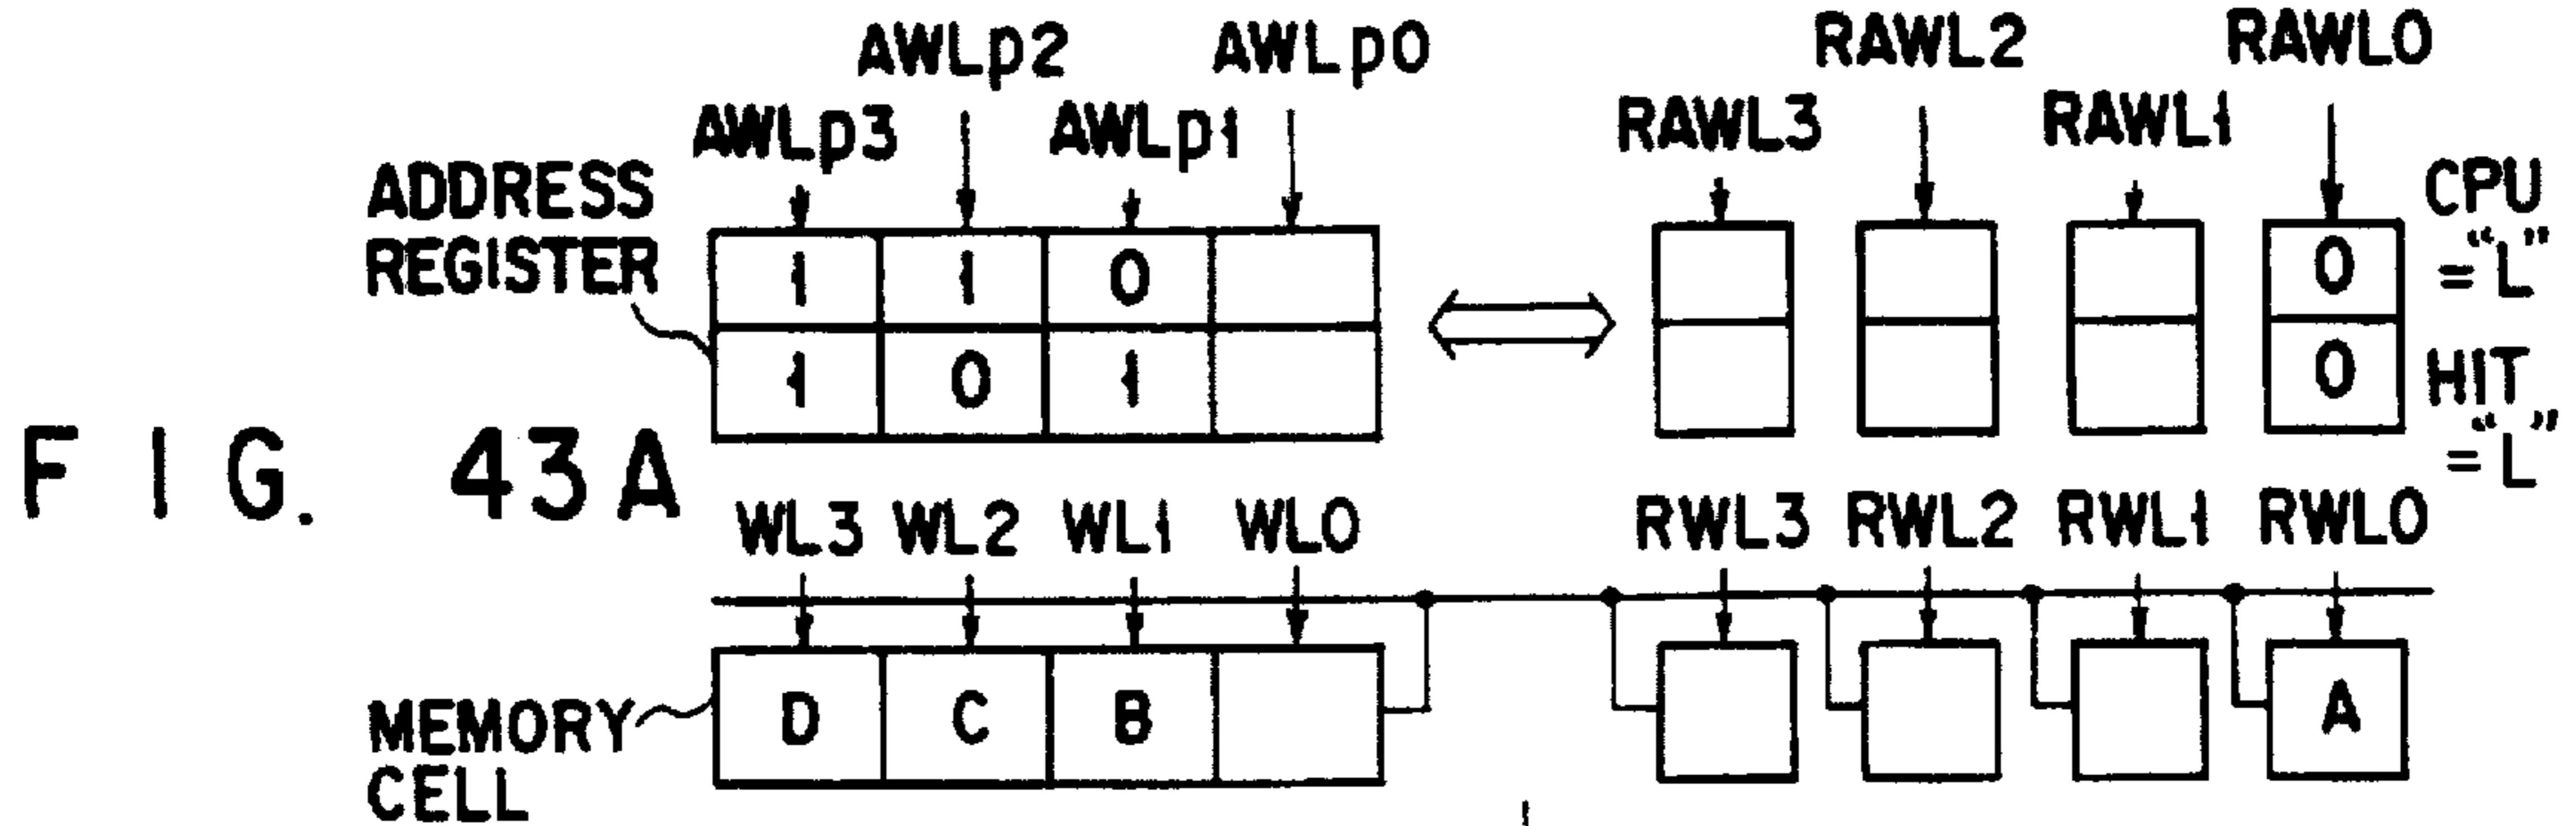 AWLp2 AWLp0 RAWL2 RAWL0
AWLp3 AWLp1 RAWL3 RAWL1
ADDRESS
REGISTER
CPU
="L"
1 1 0 0
1 0 1 0
HIT
="L"
FIG. 43A
WL3 WL2 WL1 WL0 RWL3 RWL2 RWL1 RWL0
D C B A
MEMORY
CELL